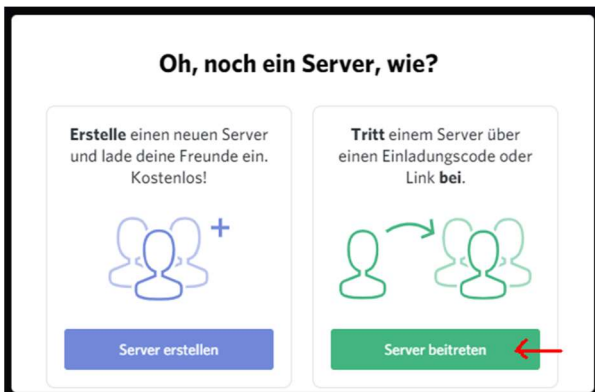 Oh, noch ein Server, wie?
Erstelle einen neuen Server
und lade deine Freunde ein.
Kostenlos!
Server erstellen
Tritt einem Server über
einen Einladungscode oder
Link bei.
Server beitreten